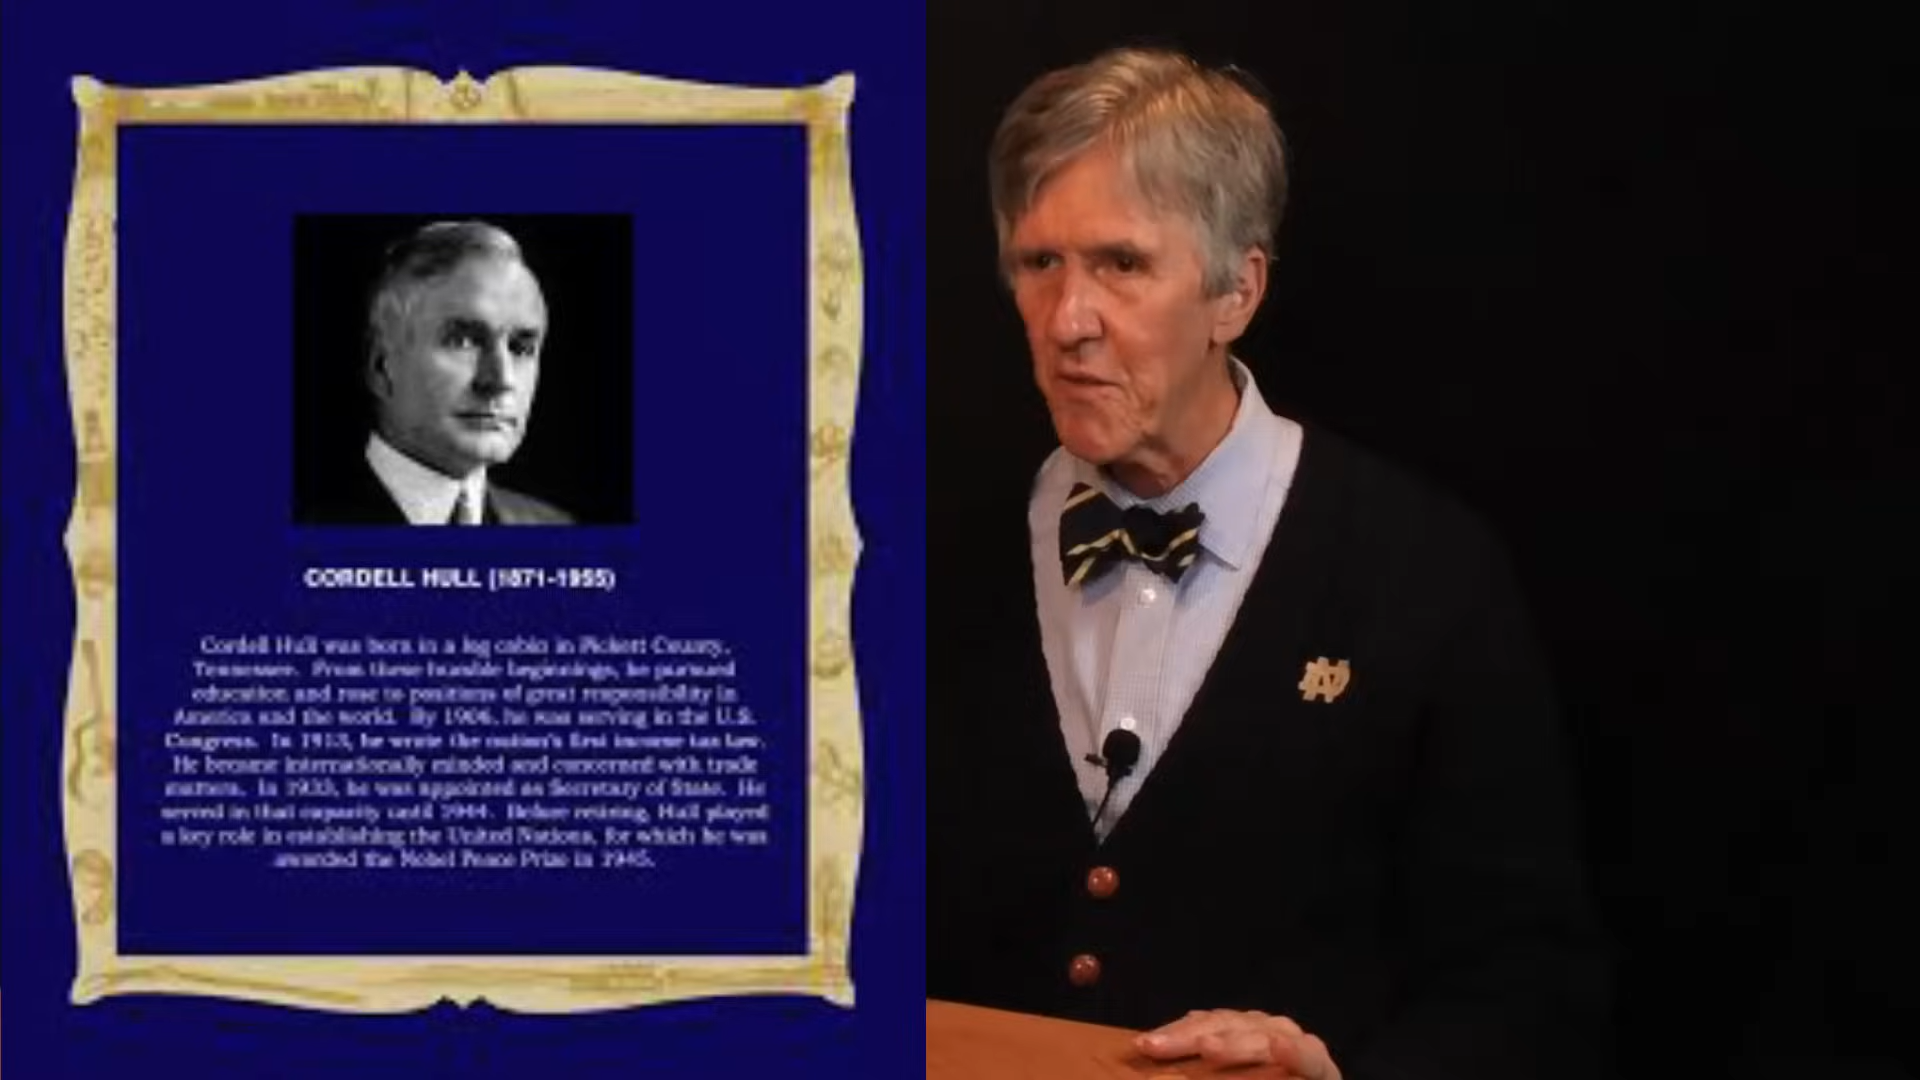 CORDELL HULL (1871-1955)
Cordell Hull was born in a log cabin in Pickett County,
Tennessee. From these humble beginnings, he pursued
education and rose to positions of great responsibility in
America and the world. By 1906, he was serving in the U.S.
Congress. In 1913, he wrote the nation's first income tax law.
He became internationally minded and concerned with trade
matters. In 1933, he was appointed as Secretary of State. He
served in that capacity until 1944. Before retiring, Hull played
a key role in establishing the United Nations, for which he was
awarded the Nobel Peace Prize in 1945.
ND